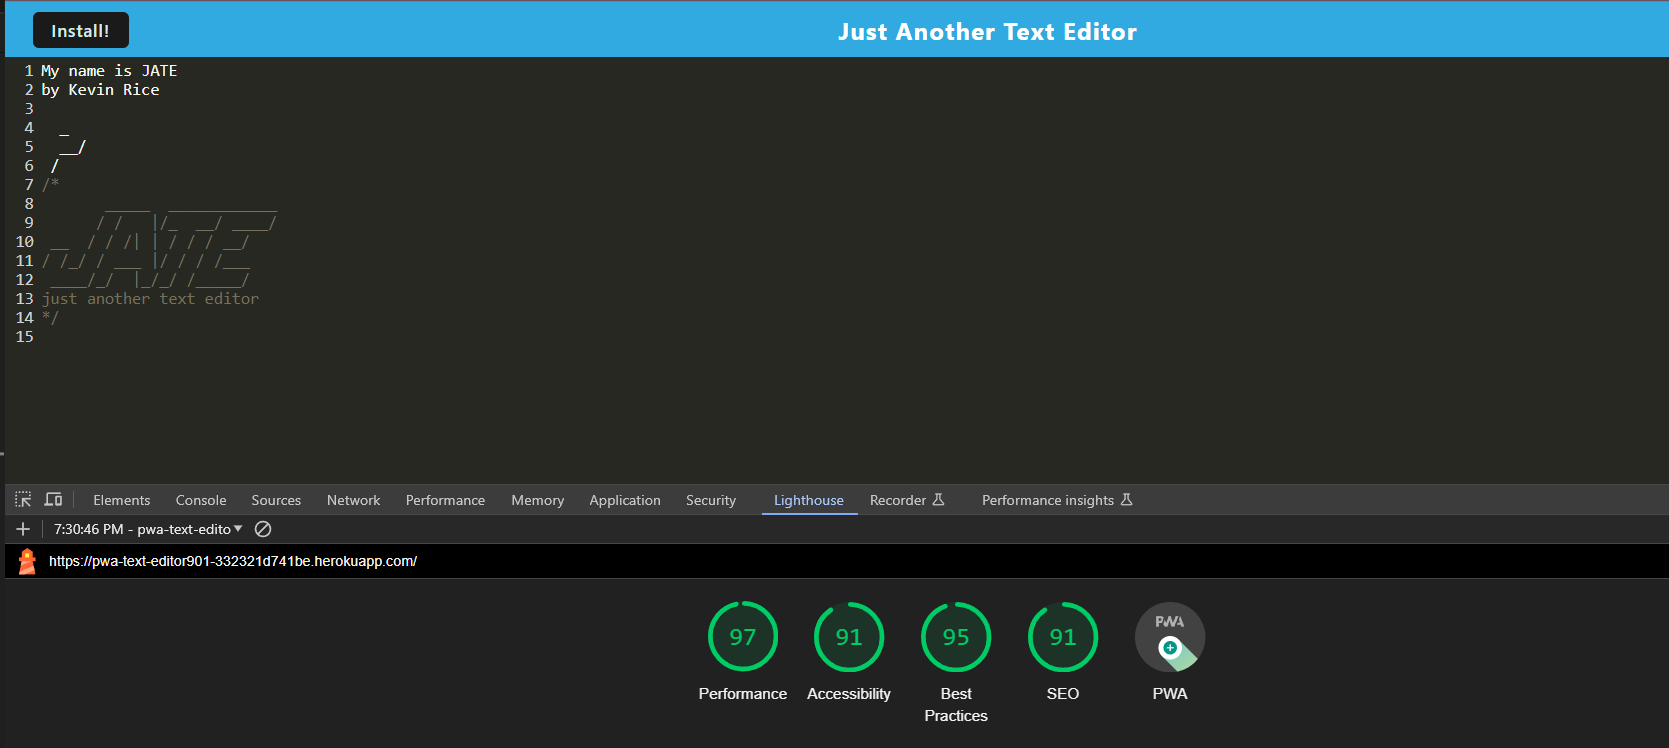 Install!
Just Another Text Editor
1 My name is JATE
2 by Kevin Rice
3
4   _
5   __/
6  /
7 /*
8        _____  ____________
9       / /   |/_  __/ ____/
10  __  / / /| | / / / __/
11 / /_/ / ___ |/ / / /___
12  ____/_/  |_/_/ /_____/
13 just another text editor
14 */
15
Elements Console Sources Network Performance Memory Application Security Lighthouse Recorder Performance insights
7:30:46 PM - pwa-text-edito
https://pwa-text-editor901-332321d741be.herokuapp.com/
97 91 95 91 PWA
Performance Accessibility Best Practices SEO PWA